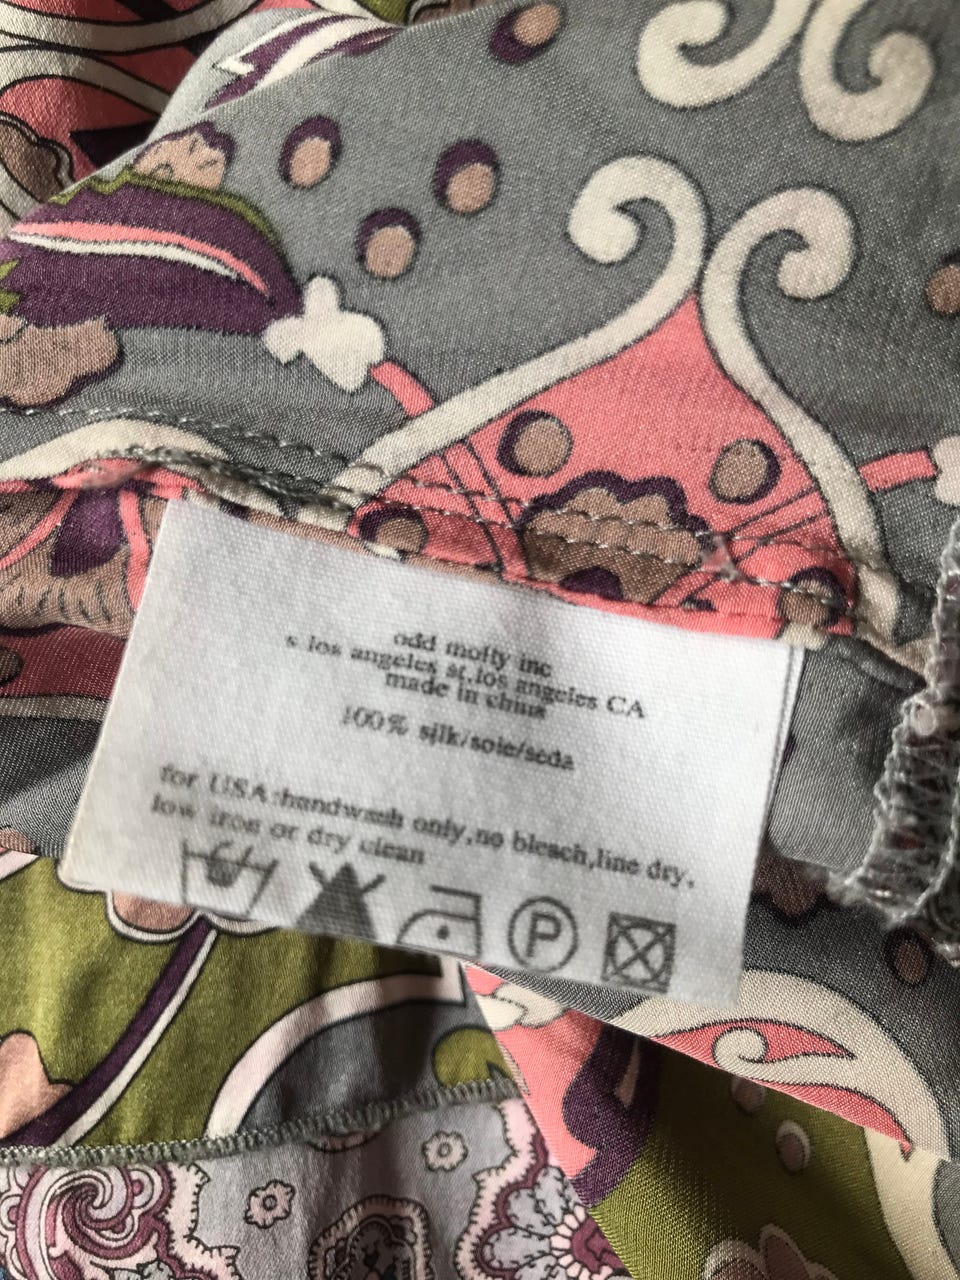 odd molly inc
s los angeles st.los angeles CA
made in china
100% silk/soie/seda
for USA:handwash only,no bleach,line dry,
low iron or dry clean
P